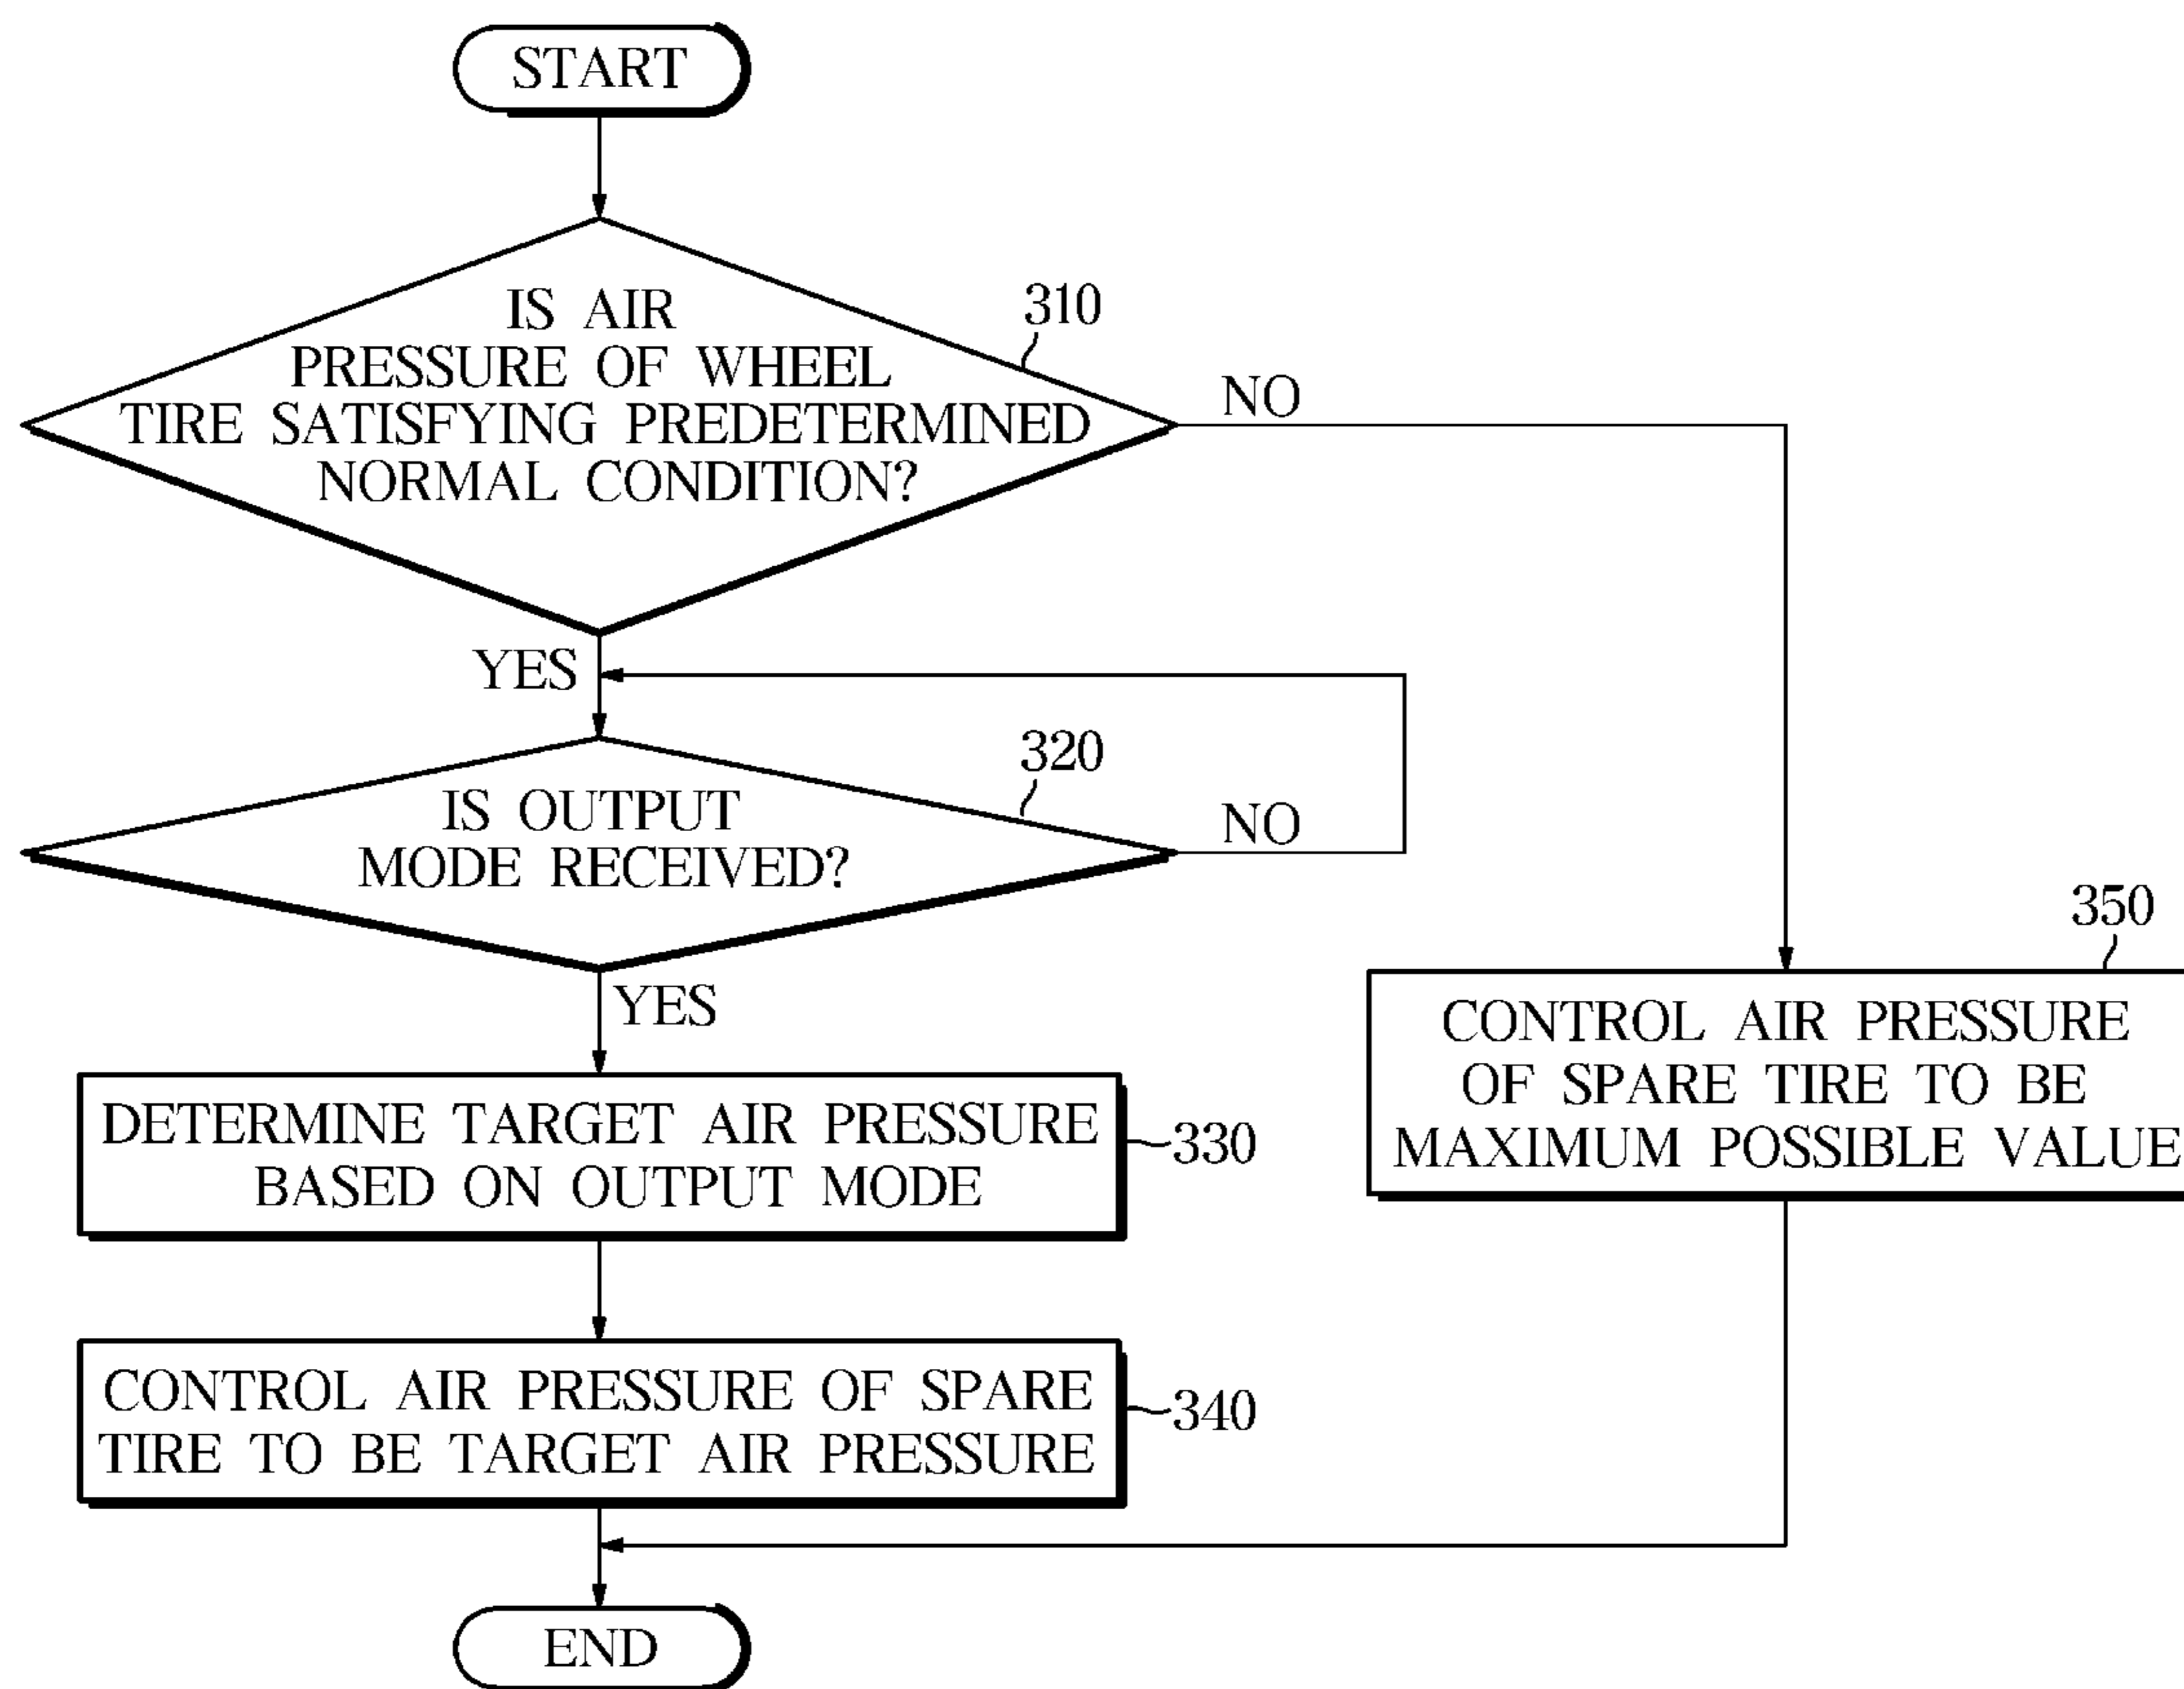 START
IS AIR
PRESSURE OF WHEEL
TIRE SATISFYING PREDETERMINED
NORMAL CONDITION?
310
NO
YES
IS OUTPUT
MODE RECEIVED?
320
NO
YES
DETERMINE TARGET AIR PRESSURE
BASED ON OUTPUT MODE
330
CONTROL AIR PRESSURE OF SPARE
TIRE TO BE TARGET AIR PRESSURE
340
350
CONTROL AIR PRESSURE
OF SPARE TIRE TO BE
MAXIMUM POSSIBLE VALUE
END